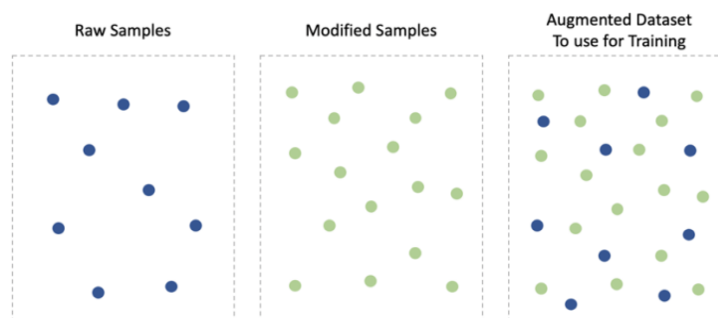 Raw Samples
Modified Samples
Augmented Dataset
To use for Training